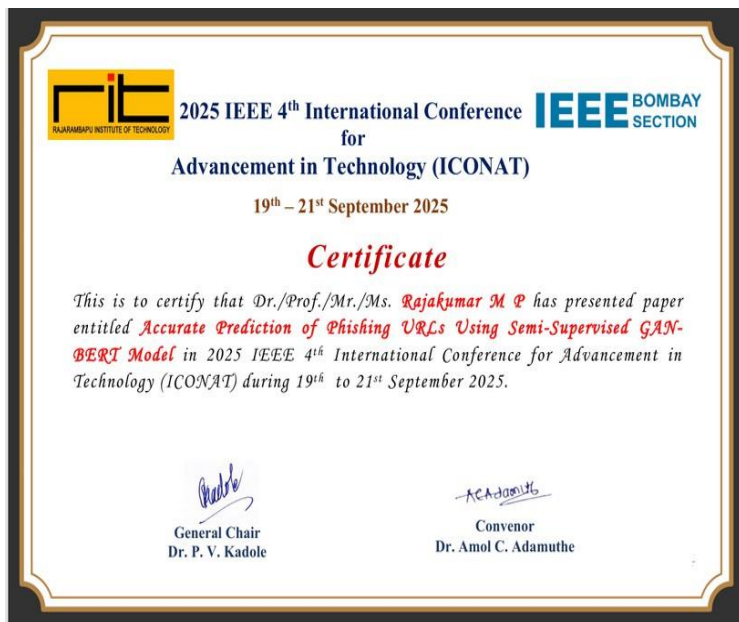 rit
RAJARAMBAPU INSTITUTE OF TECHNOLOGY
2025 IEEE 4th International Conference
for
Advancement in Technology (ICONAT)
IEEE BOMBAY
SECTION
19th – 21st September 2025
Certificate
This is to certify that Dr./Prof./Mr./Ms. Rajakumar M P has presented paper
entitled Accurate Prediction of Phishing URLs Using Semi-Supervised GAN-
BERT Model in 2025 IEEE 4th International Conference for Advancement in
Technology (ICONAT) during 19th to 21st September 2025.
General Chair
Dr. P. V. Kadole
Convenor
Dr. Amol C. Adamuthe